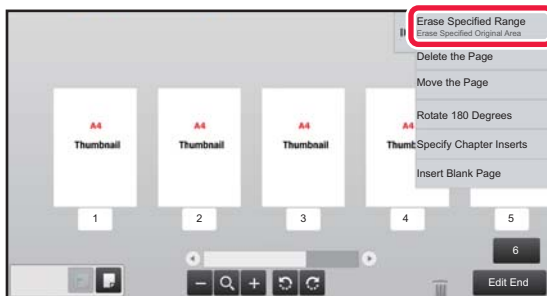 Erase Specified Range
Erase Specified Original Area
Delete the Page
Move the Page
Rotate 180 Degrees
Specify Chapter Inserts
Insert Blank Page
A4
Thumbnail
A4
Thumbnail
A4
Thumbnail
A4
Thumb
1
2
3
4
5
6
Edit End